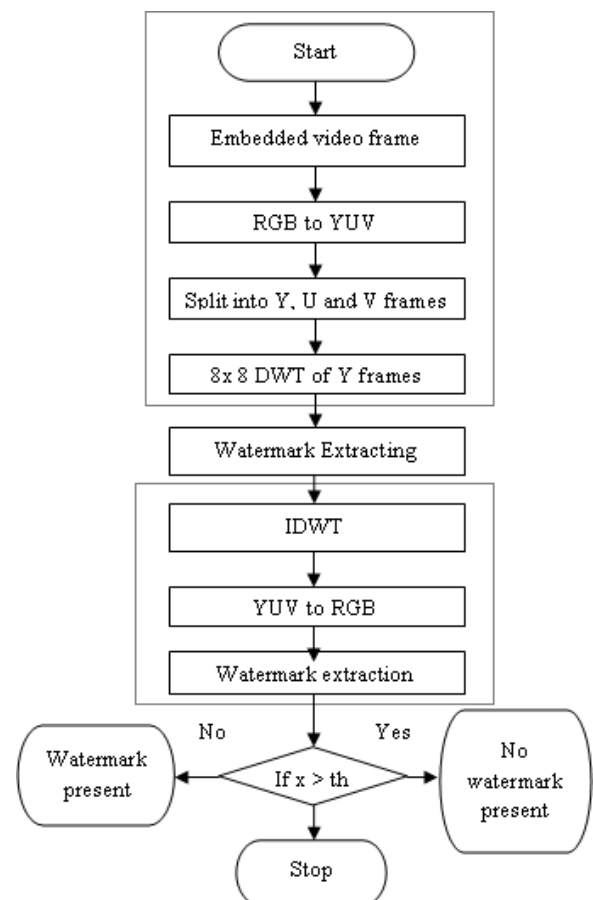 Start
Embedded video frame
RGB to YUV
Split into Y, U and V frames
8x 8 DWT of Y frames
Watermark Extracting
IDWT
YUV to RGB
Watermark extraction
No
Yes
Watermark
present
If x > th
No
watermark
present
Stop